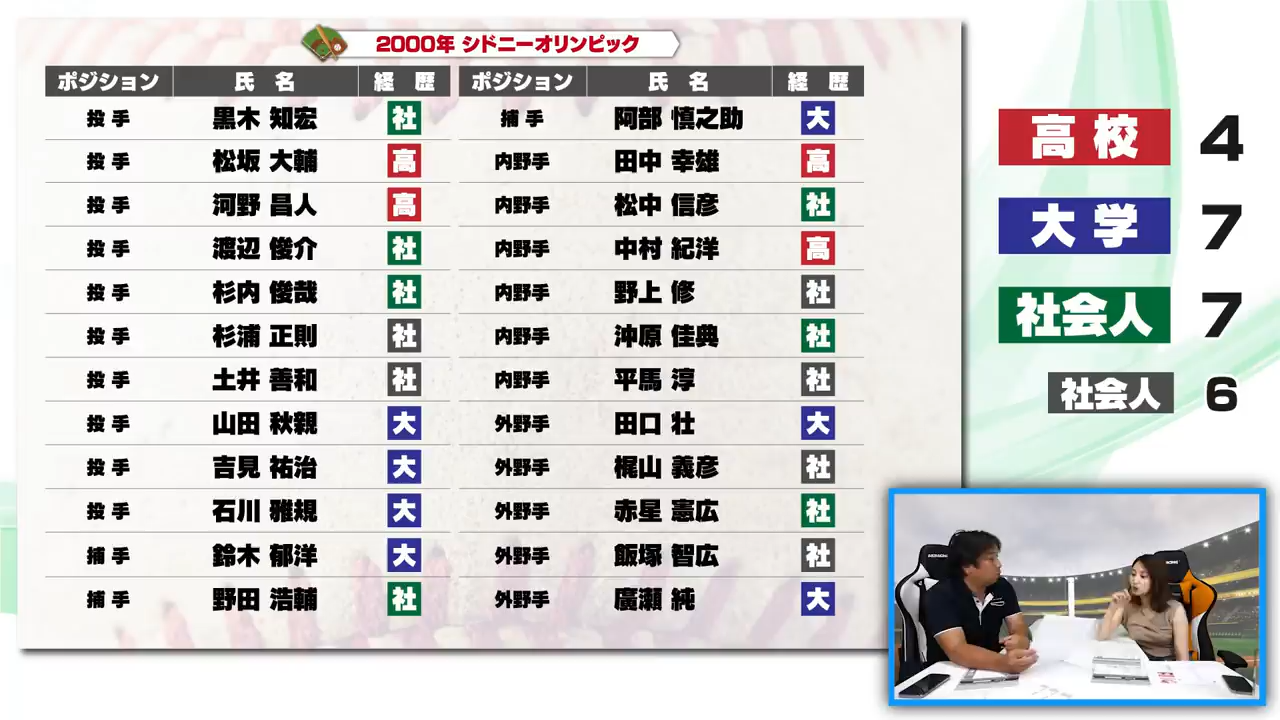 2000年 シドニーオリンピック
ポジション 氏 名 経 歴 ポジション 氏 名 経 歴
投 手 黒木 知宏 社 捕 手 阿部 慎之助 大
投 手 松坂 大輔 高 内野手 田中 幸雄 高
投 手 河野 昌人 高 内野手 松中 信彦 社
投 手 渡辺 俊介 社 内野手 中村 紀洋 高
投 手 杉内 俊哉 社 内野手 野上 修 社
投 手 杉浦 正則 社 内野手 沖原 佳典 社
投 手 土井 善和 社 内野手 平馬 淳 社
投 手 山田 秋親 大 外野手 田口 壮 大
投 手 吉見 祐治 大 外野手 梶山 義彦 社
投 手 石川 雅規 大 外野手 赤星 憲広 社
捕 手 鈴木 郁洋 大 外野手 飯塚 智広 社
捕 手 野田 浩輔 社 外野手 廣瀬 純 大
高校 4
大学 7
社会人 7
社会人 6